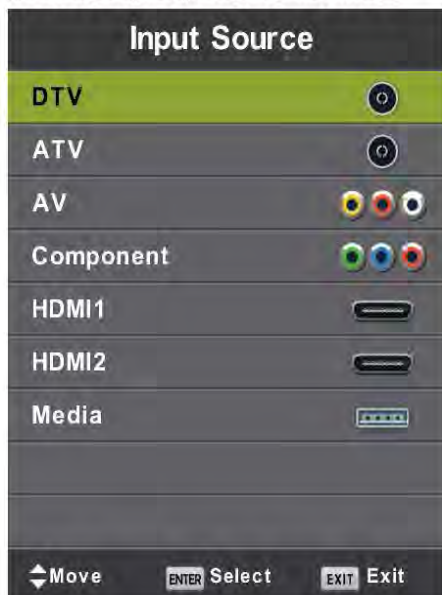 Input Source
DTV
ATV
AV
Component
HDMI1
HDMI2
Media
Move ENTER Select EXIT Exit